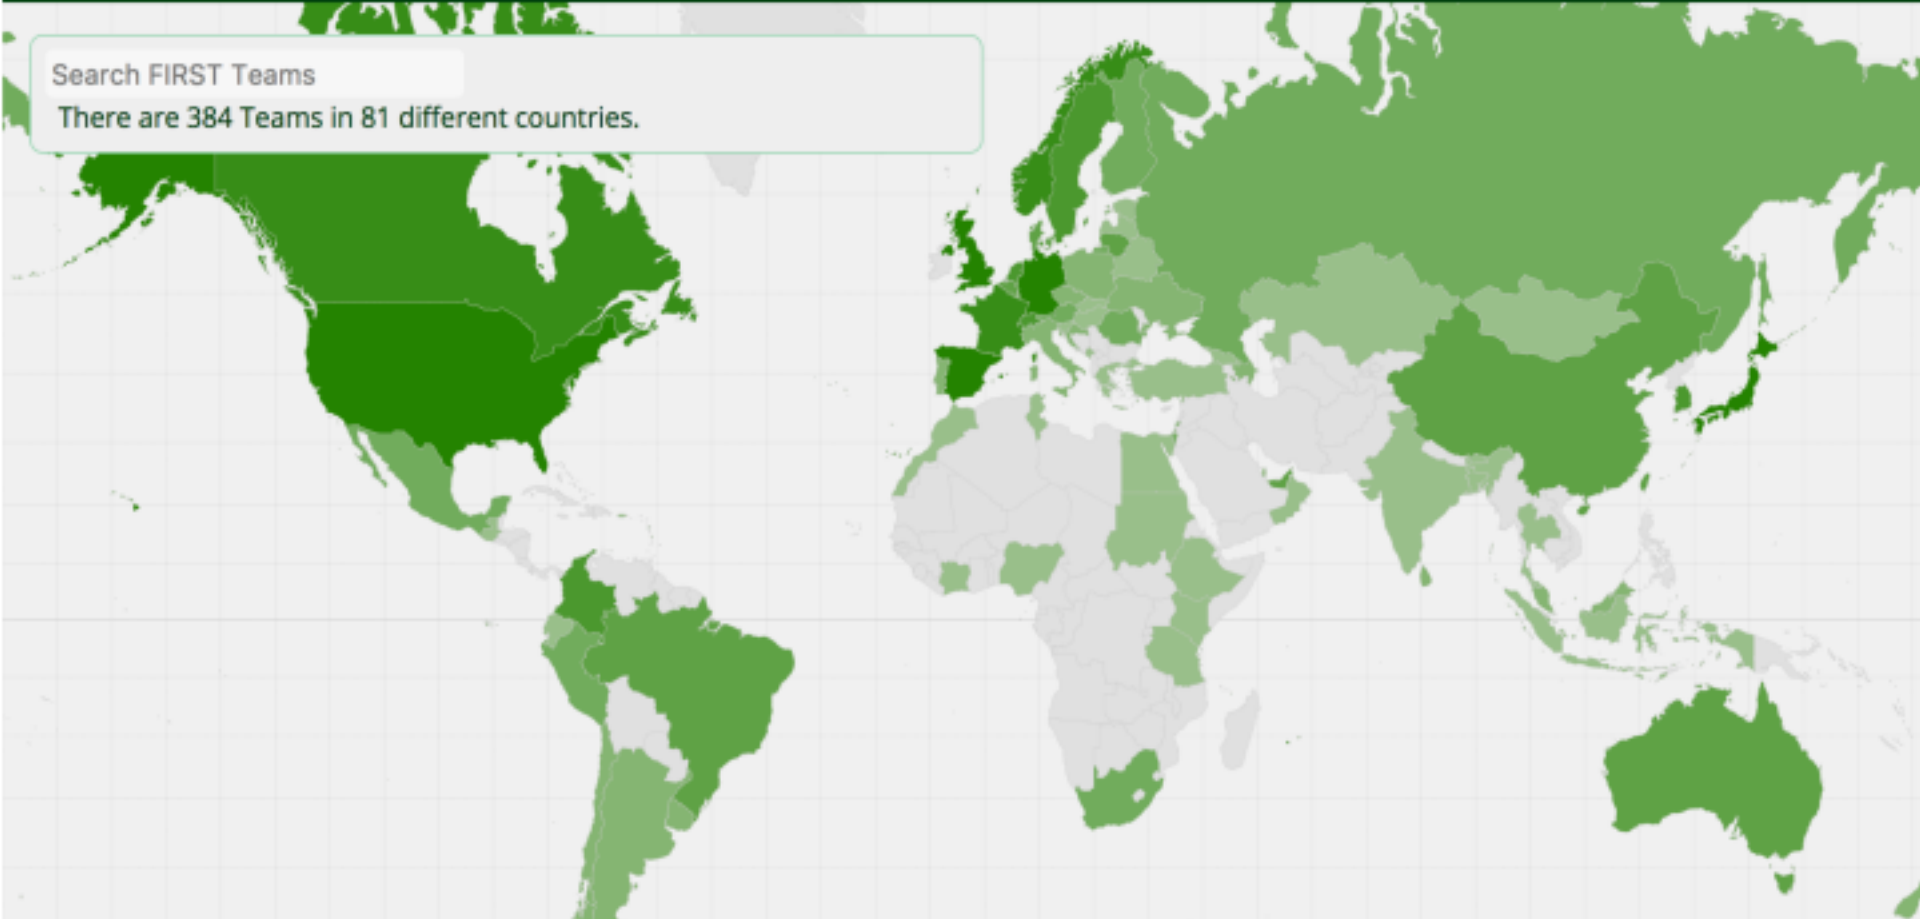 Search FIRST Teams
There are 384 Teams in 81 different countries.